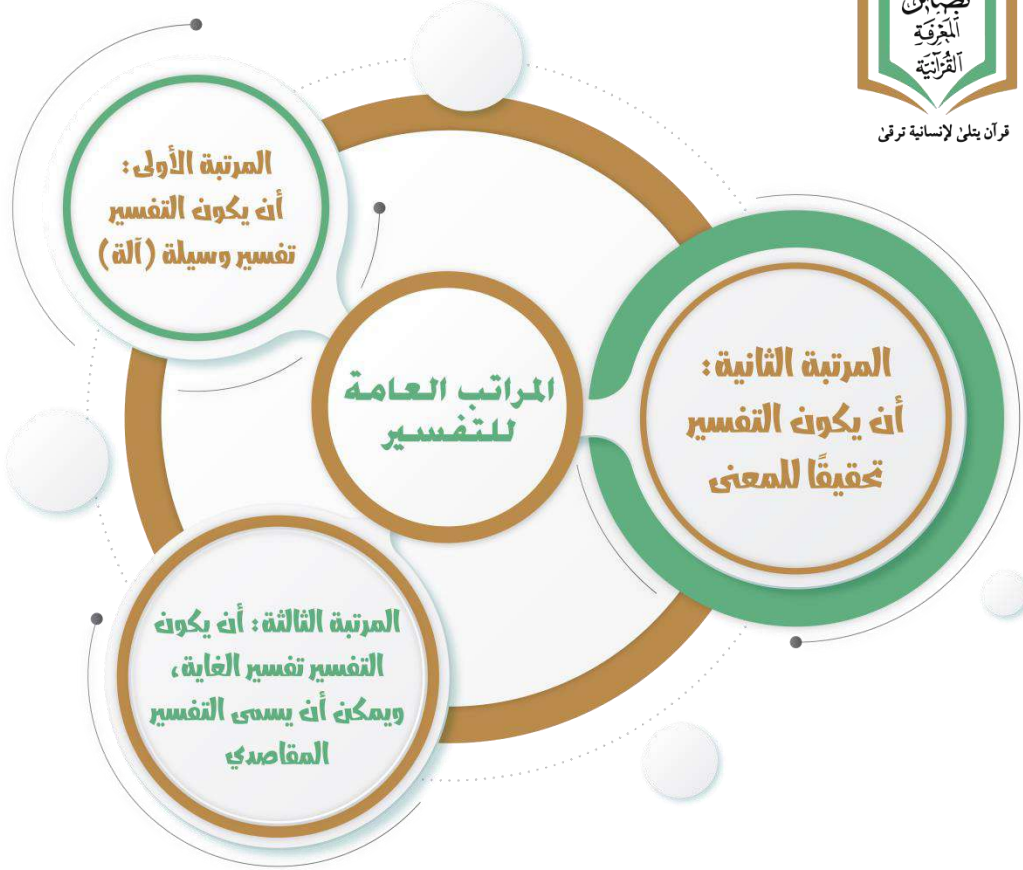 بصائر
المعرفة
القرآنية
قرآن يتلى لإنسانية ترقى
المراتب العامة
للتفسير
المرتبة الأولى:
أن يكون التفسير
تفسير وسيلة (آلة)
المرتبة الثانية:
أن يكون التفسير
تحقيقًا للمعنى
المرتبة الثالثة: أن يكون
التفسير تفسير الغاية،
ويمكن أن يسمى التفسير
المقاصدي